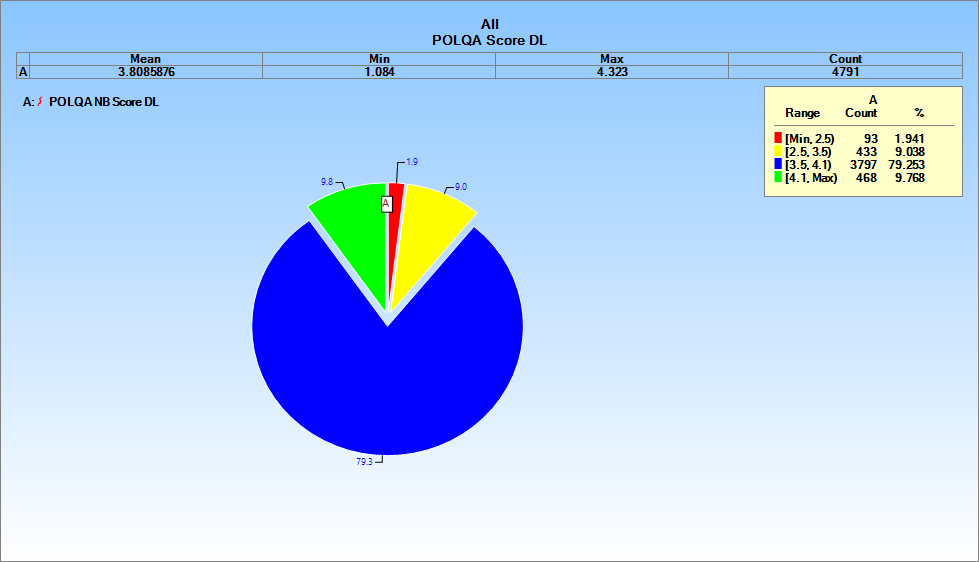 All
POLQA Score DL
Mean Min Max Count
A 3.8085876 1.084 4.323 4791
A: POLQA NB Score DL
A
Range Count %
[Min, 2.5) 93 1.941
[2.5, 3.5) 433 9.038
[3.5, 4.1) 3797 79.253
[4.1, Max) 468 9.768
1.9
9.8
9.0
A
79.3